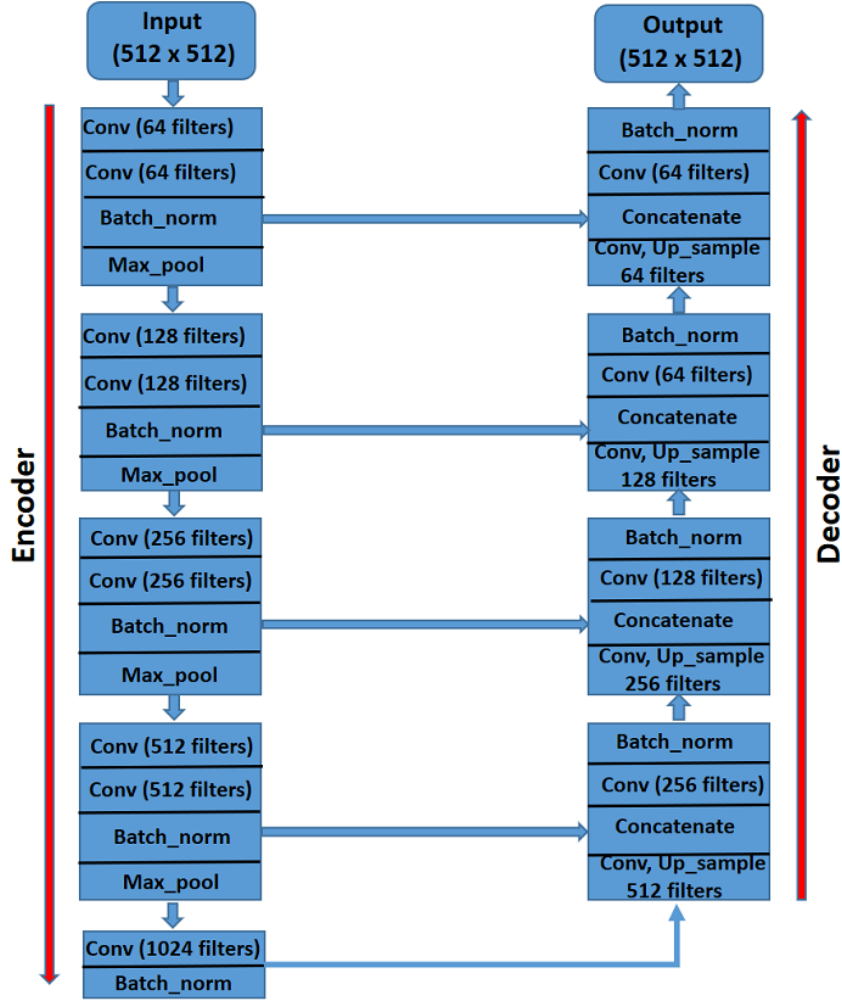 Input
(512 x 512)
Conv (64 filters)
Conv (64 filters)
Batch_norm
Max_pool
Conv (128 filters)
Conv (128 filters)
Batch_norm
Max_pool
Conv (256 filters)
Conv (256 filters)
Batch_norm
Max_pool
Conv (512 filters)
Conv (512 filters)
Batch_norm
Max_pool
Conv (1024 filters)
Batch_norm
Encoder
Output
(512 x 512)
Batch_norm
Conv (64 filters)
Concatenate
Conv, Up_sample
64 filters
Batch_norm
Conv (64 filters)
Concatenate
Conv, Up_sample
128 filters
Batch_norm
Conv (128 filters)
Concatenate
Conv, Up_sample
256 filters
Batch_norm
Conv (256 filters)
Concatenate
Conv, Up_sample
512 filters
Decoder